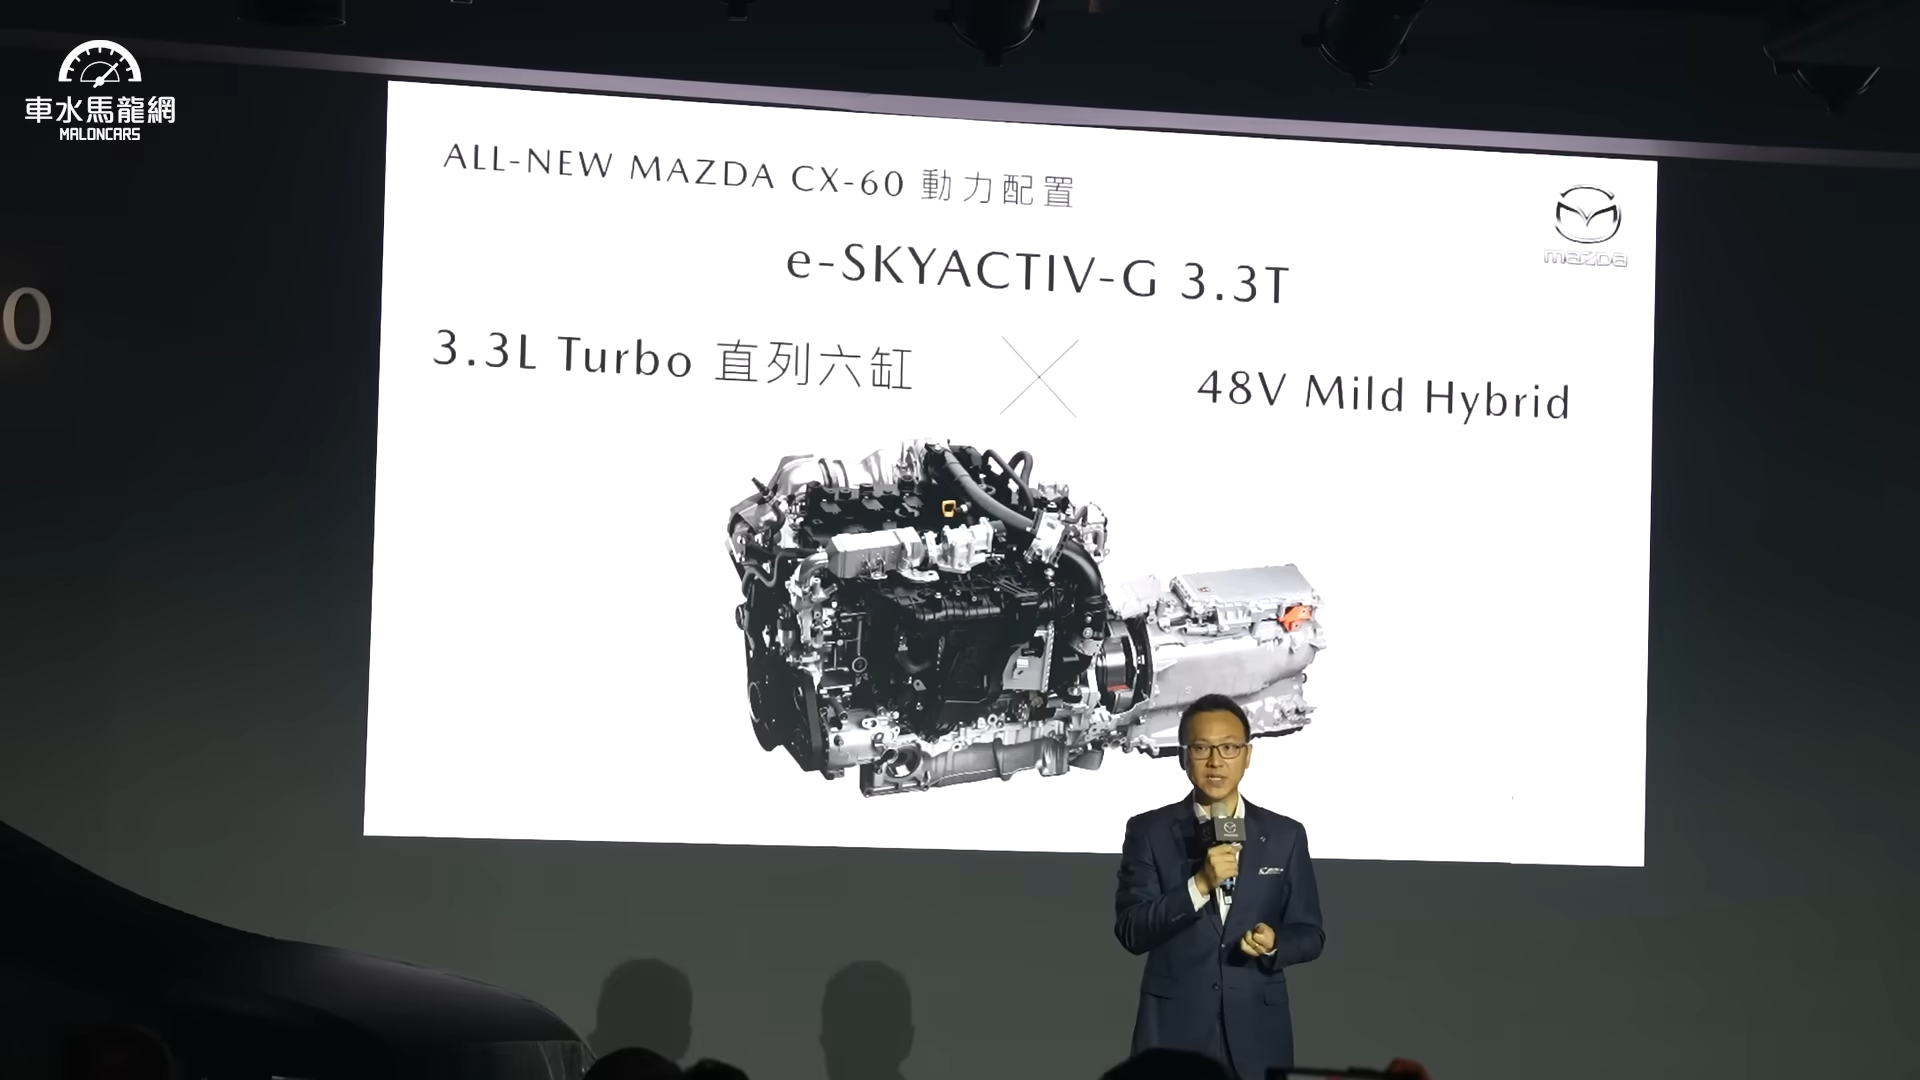 車水馬龍網
MALONCARS
ALL-NEW MAZDA CX-60 動力配置
mazda
e-SKYACTIV-G 3.3T
3.3L Turbo 直列六缸
48V Mild Hybrid
0